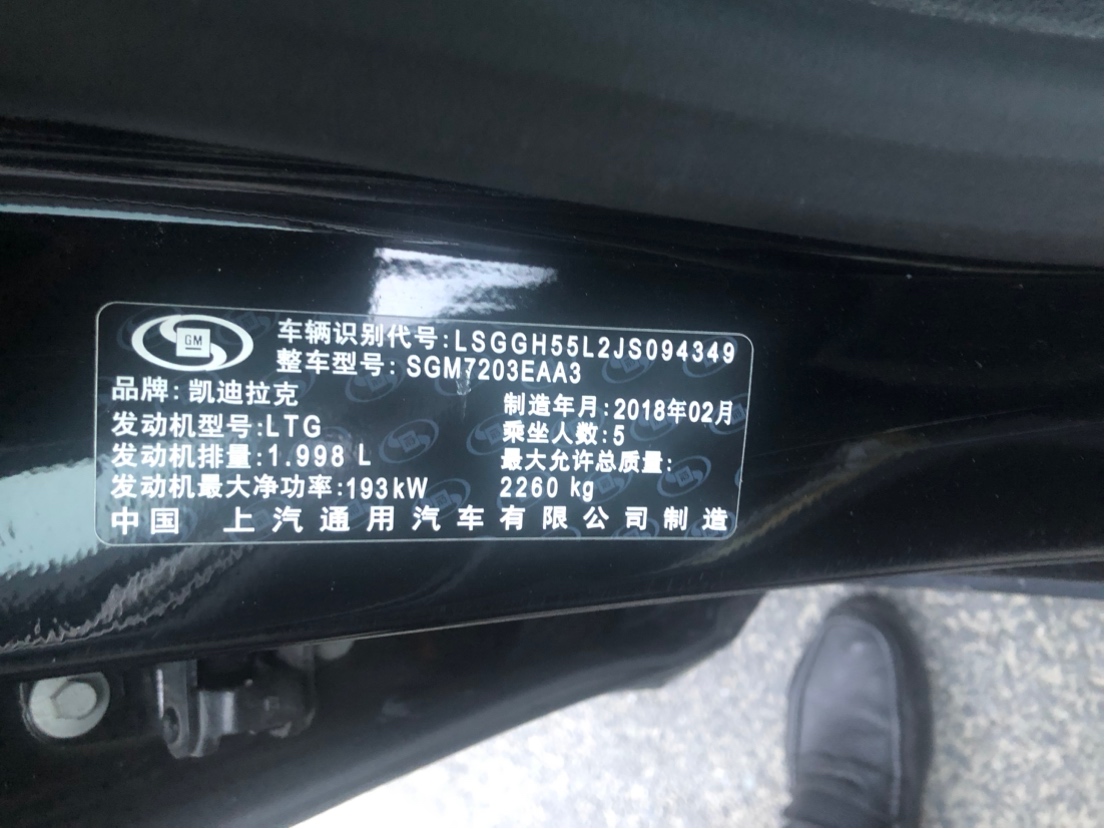 GM
车辆识别代号:LSGGH55L2JS094349
整车型号: SGM7203EAA3
品牌: 凯迪拉克
制造年月:2018年02月
发动机型号:LTG
乘坐人数:5
发动机排量:1.998 L
最大允许总质量:
发动机最大净功率:193kW
2260 kg
中国 上汽通用汽车有限公司制造